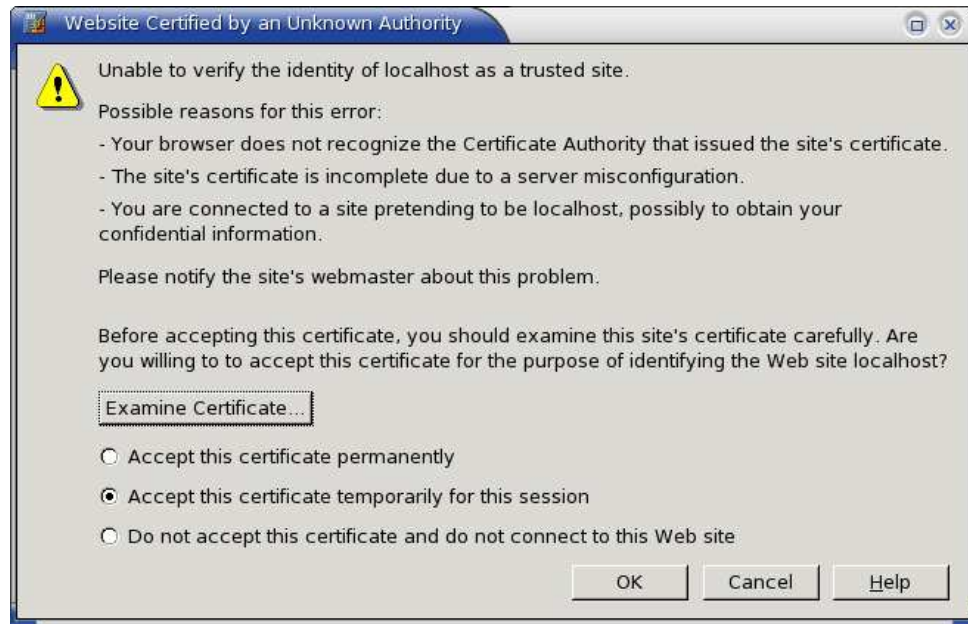 Website Certified by an Unknown Authority
Unable to verify the identity of localhost as a trusted site.
Possible reasons for this error:
- Your browser does not recognize the Certificate Authority that issued the site's certificate.
- The site's certificate is incomplete due to a server misconfiguration.
- You are connected to a site pretending to be localhost, possibly to obtain your
confidential information.
Please notify the site's webmaster about this problem.
Before accepting this certificate, you should examine this site's certificate carefully. Are
you willing to to accept this certificate for the purpose of identifying the Web site localhost?
Examine Certificate...
Accept this certificate permanently
Accept this certificate temporarily for this session
Do not accept this certificate and do not connect to this Web site
OK Cancel Help